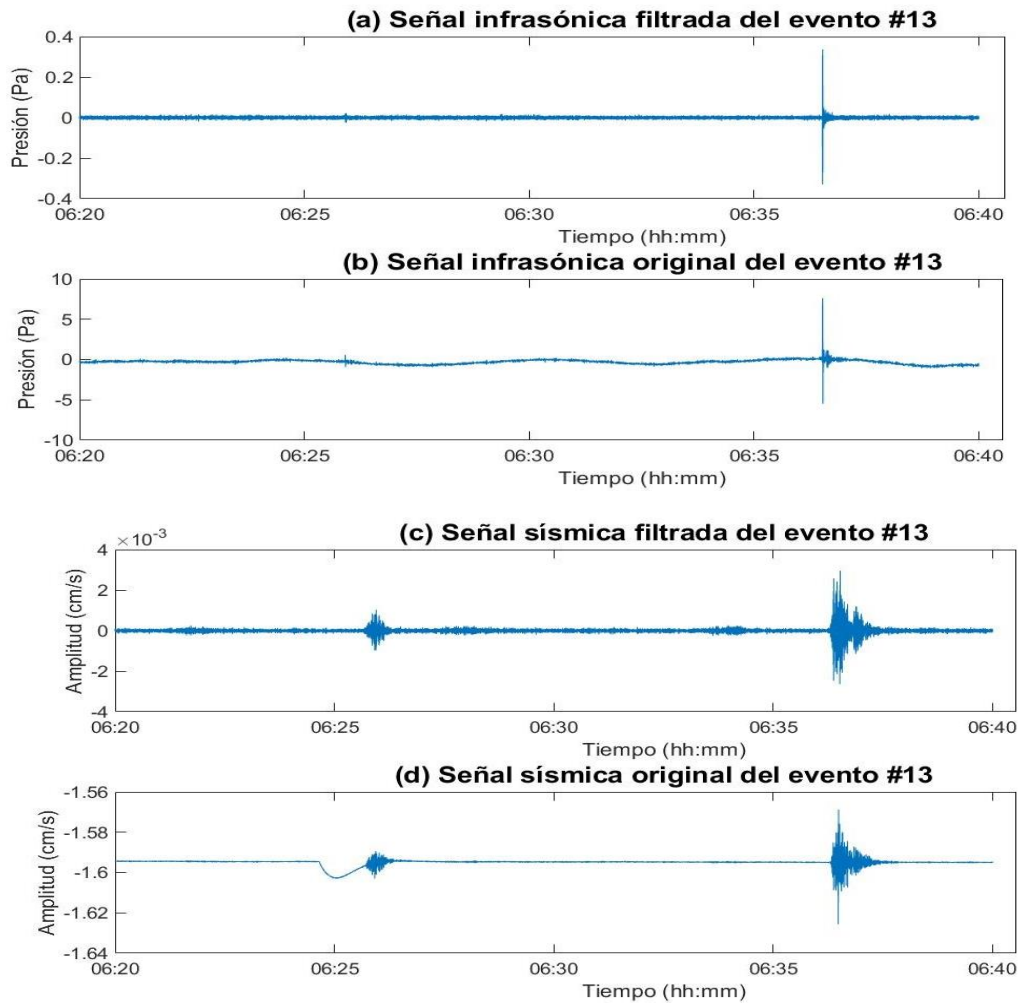 (a) Señal infrasónica filtrada del evento #13
0.4
0.2
0
-0.2
-0.4
Presión (Pa)
06:20 06:25 06:30 06:35 06:40
Tiempo (hh:mm)
(b) Señal infrasónica original del evento #13
10
5
0
-5
-10
Presión (Pa)
06:20 06:25 06:30 06:35 06:40
Tiempo (hh:mm)
(c) Señal sísmica filtrada del evento #13
×10⁻³
4
2
0
-2
-4
Amplitud (cm/s)
06:20 06:25 06:30 06:35 06:40
Tiempo (hh:mm)
(d) Señal sísmica original del evento #13
-1.56
-1.58
-1.6
-1.62
-1.64
Amplitud (cm/s)
06:20 06:25 06:30 06:35 06:40
Tiempo (hh:mm)